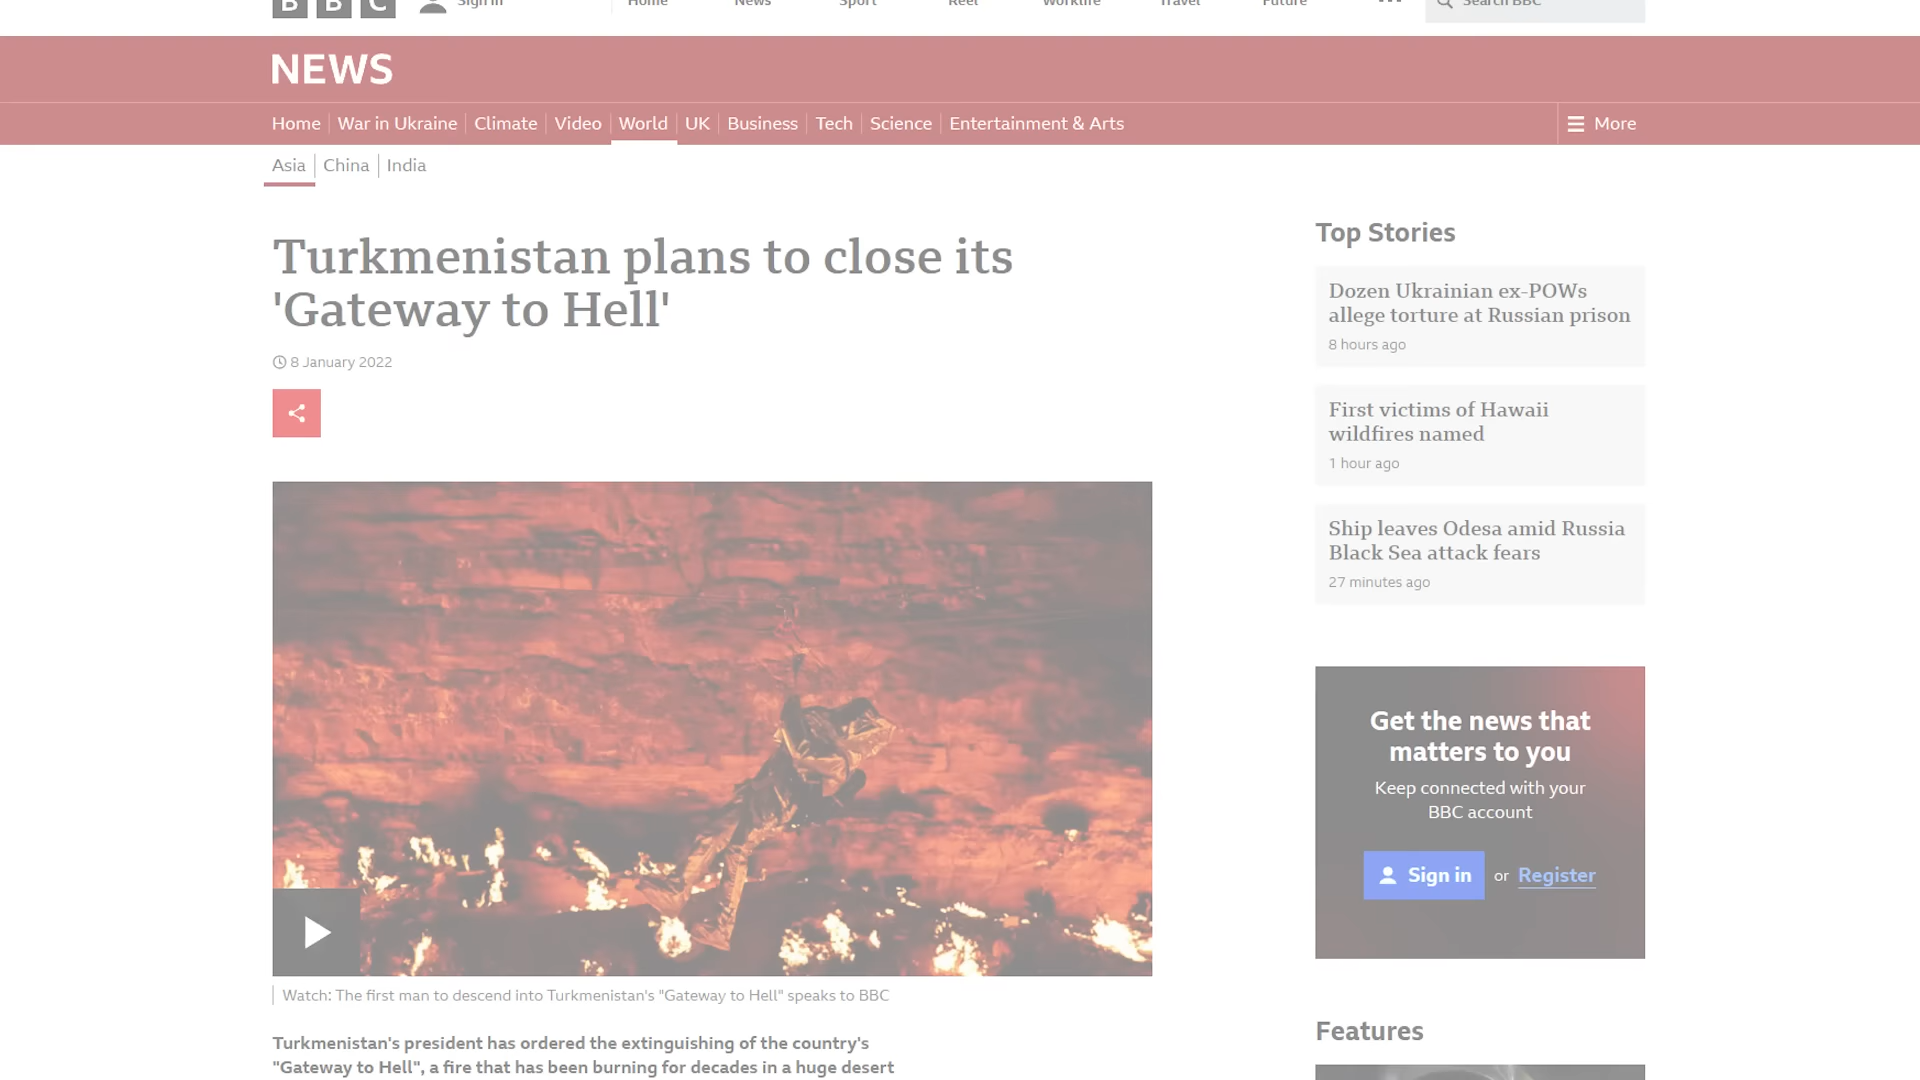 BBC
Sign in
Home
News
Sport
Reel
Worklife
Travel
Future
Search BBC
NEWS
Home
War in Ukraine
Climate
Video
World
UK
Business
Tech
Science
Entertainment & Arts
More
Asia
China
India
Turkmenistan plans to close its
'Gateway to Hell'
8 January 2022
Watch: The first man to descend into Turkmenistan's "Gateway to Hell" speaks to BBC
Turkmenistan's president has ordered the extinguishing of the country's
"Gateway to Hell", a fire that has been burning for decades in a huge desert
Top Stories
Dozen Ukrainian ex-POWs
allege torture at Russian prison
8 hours ago
First victims of Hawaii
wildfires named
1 hour ago
Ship leaves Odesa amid Russia
Black Sea attack fears
27 minutes ago
Get the news that
matters to you
Keep connected with your
BBC account
Sign in or Register
Features